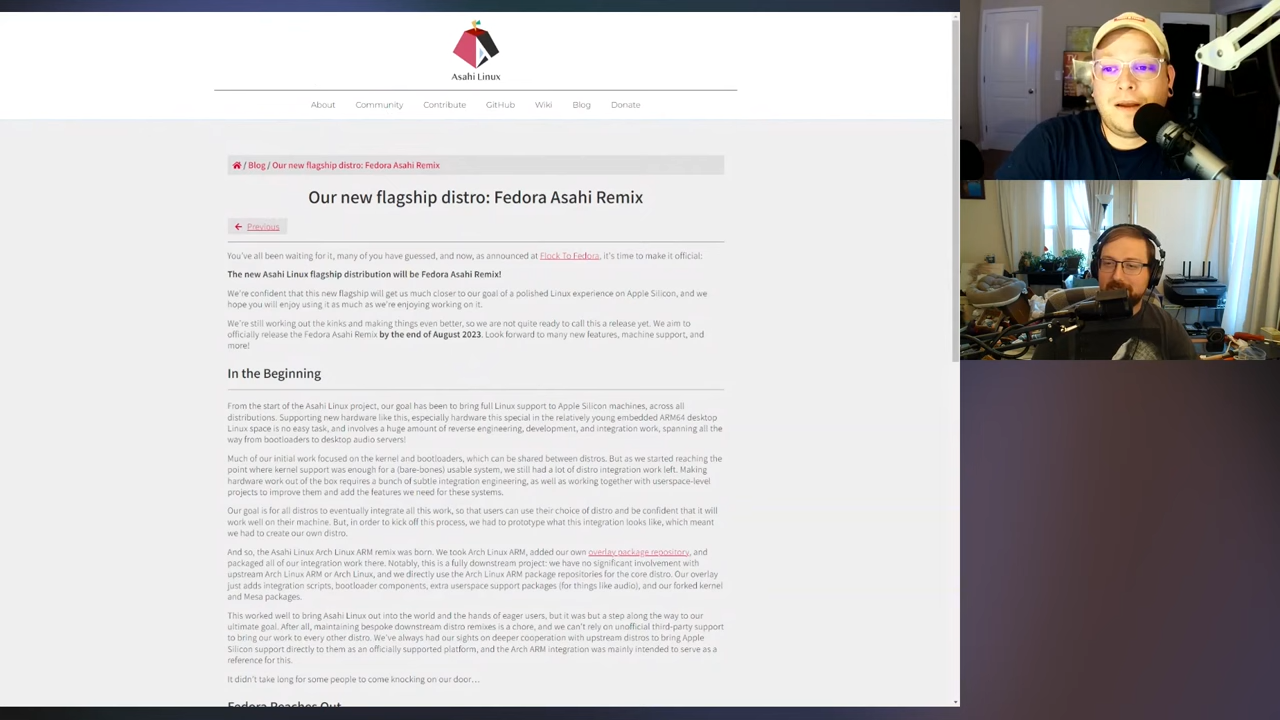 Asahi Linux
About Community Contribute GitHub Wiki Blog Donate
/ Blog / Our new flagship distro: Fedora Asahi Remix
Our new flagship distro: Fedora Asahi Remix
Previous
You've all been waiting for it, many of you have guessed, and now, as announced at Flock To Fedora, it's time to make it official:
The new Asahi Linux flagship distribution will be Fedora Asahi Remix!
We're confident that this new flagship will get us much closer to our goal of a polished Linux experience on Apple Silicon, and we
hope you will enjoy using it as much as we're enjoying working on it.
We're still working out the kinks and making things even better, so we are not quite ready to call this a release yet. We aim to
officially release the Fedora Asahi Remix by the end of August 2023. Look forward to many new features, machine support, and
more!
In the Beginning
From the start of the Asahi Linux project, our goal has been to bring full Linux support to Apple Silicon machines, across all
distributions. Supporting new hardware like this, especially hardware this special in the relatively young embedded ARM64 desktop
Linux space is no easy task, and involves a huge amount of reverse engineering, development, and integration work, spanning all the
way from bootloaders to desktop audio servers!
Much of our initial work focused on the kernel and bootloaders, which can be shared between distros. But as we started reaching the
point where kernel support was enough for a (bare-bones) usable system, we still had a lot of distro integration work left. Making
hardware work out of the box requires a bunch of subtle integration engineering, as well as working together with userspace-level
projects to improve them and add the features we need for these systems.
Our goal is for all distros to eventually integrate all this work, so that users can use their choice of distro and be confident that it will
work well on their machine. But, in order to kick off this process, we had to prototype what this integration looks like, which meant
we had to create our own distro.
And so, the Asahi Linux Arch Linux ARM remix was born. We took Arch Linux ARM, added our own overlay package repository, and
packaged all of our integration work there. Notably, this is a fully downstream project: we have no significant involvement with
upstream Arch Linux ARM or Arch Linux, and we directly use the Arch Linux ARM package repositories for the core distro. Our overlay
just adds integration scripts, bootloader components, extra userspace support packages (for things like audio), and our forked kernel
and Mesa packages.
This worked well to bring Asahi Linux out into the world and the hands of eager users, but it was but a step along the way to our
ultimate goal. After all, maintaining bespoke downstream distro remixes is a chore, and we can't rely on unofficial third-party support
to bring our work to every other distro. We've always had our sights on deeper cooperation with upstream distros to bring Apple
Silicon support directly to them as an officially supported platform, and the Arch ARM integration was mainly intended to serve as a
reference for this.
It didn't take long for some people to come knocking on our door…
Fedora Reaches Out